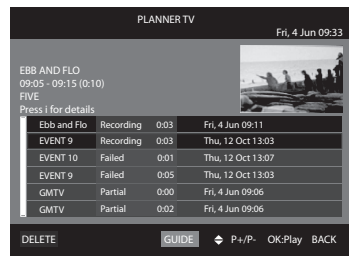 PLANNER TV
Fri, 4 Jun 09:33
EBB AND FLO
09:05 - 09:15 (0:10)
FIVE
Press i for details
Ebb and Flo Recording 0:03 Fri, 4 Jun 09:11
EVENT 9 Recording 0:03 Thu, 12 Oct 13:03
EVENT 10 Failed 0:01 Thu, 12 Oct 13:07
EVENT 9 Failed 0:05 Thu, 12 Oct 13:03
GMTV Partial 0:00 Fri, 4 Jun 09:06
GMTV Partial 0:02 Fri, 4 Jun 09:06
DELETE GUIDE P+/P- OK:Play BACK